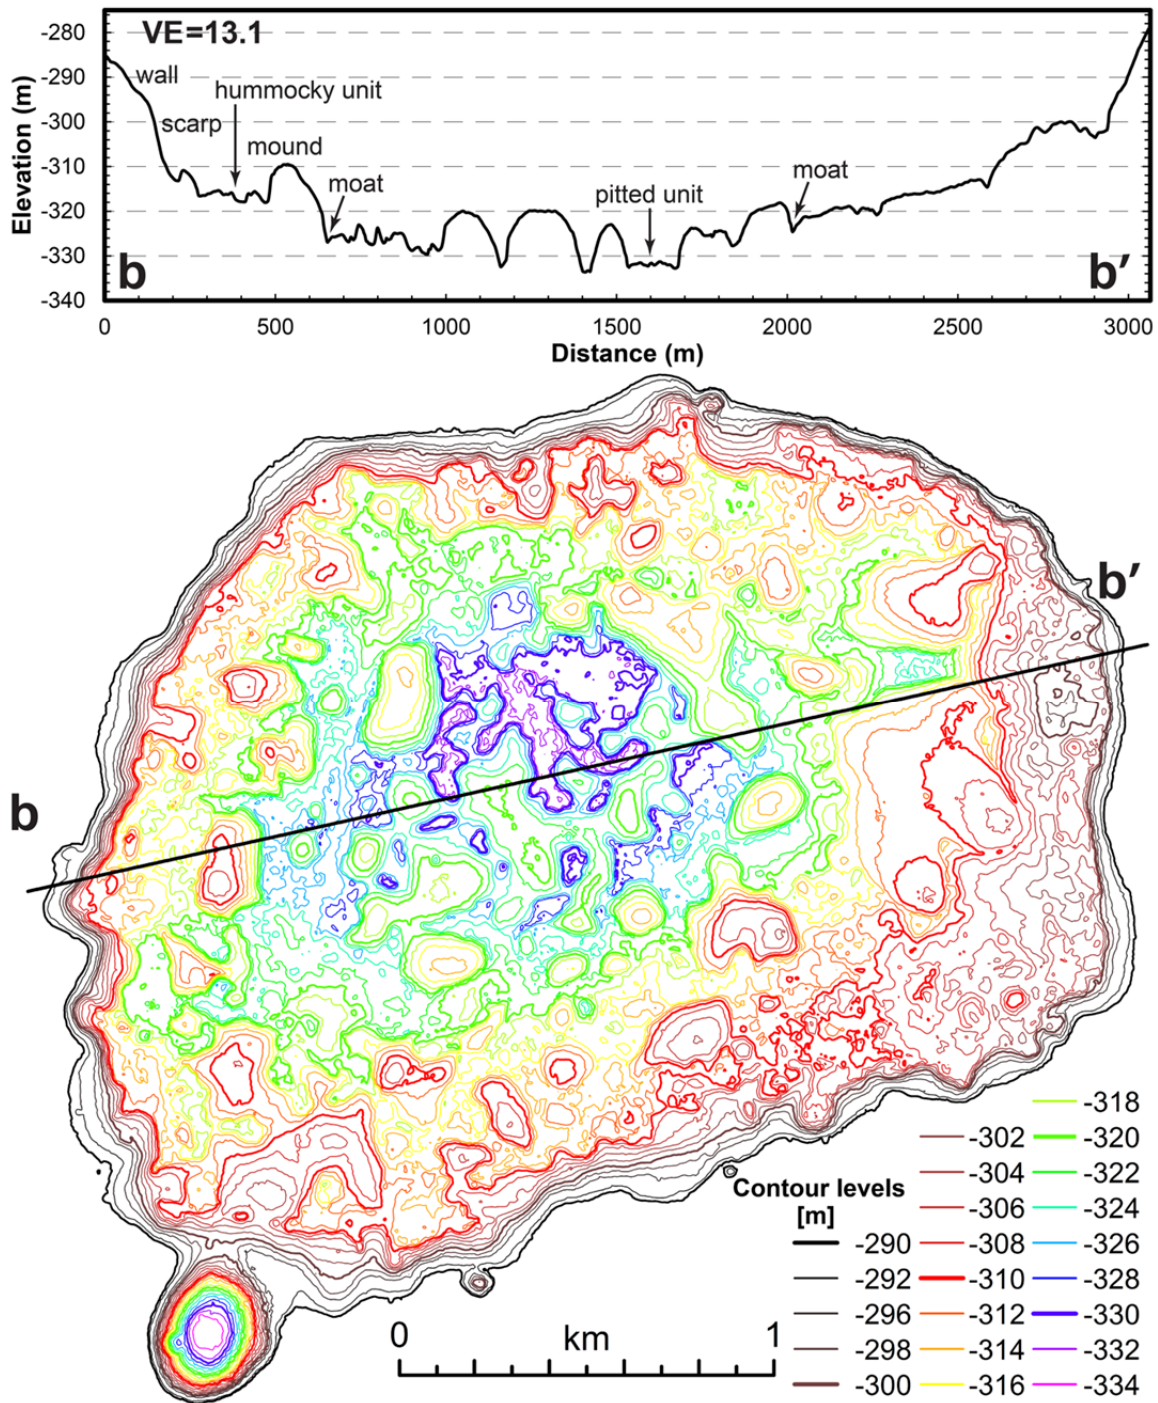 VE=13.1
-280
-290
-300
-310
-320
-330
-340
Elevation (m)
wall
hummocky unit
scarp
mound
moat
pitted unit
moat
b
b′
0 500 1000 1500 2000 2500 3000
Distance (m)
b′
b
Contour levels
[m]
-290
-292
-296
-298
-300
-302
-304
-306
-308
-310
-312
-314
-316
-318
-320
-322
-324
-326
-328
-330
-332
-334
0 km 1